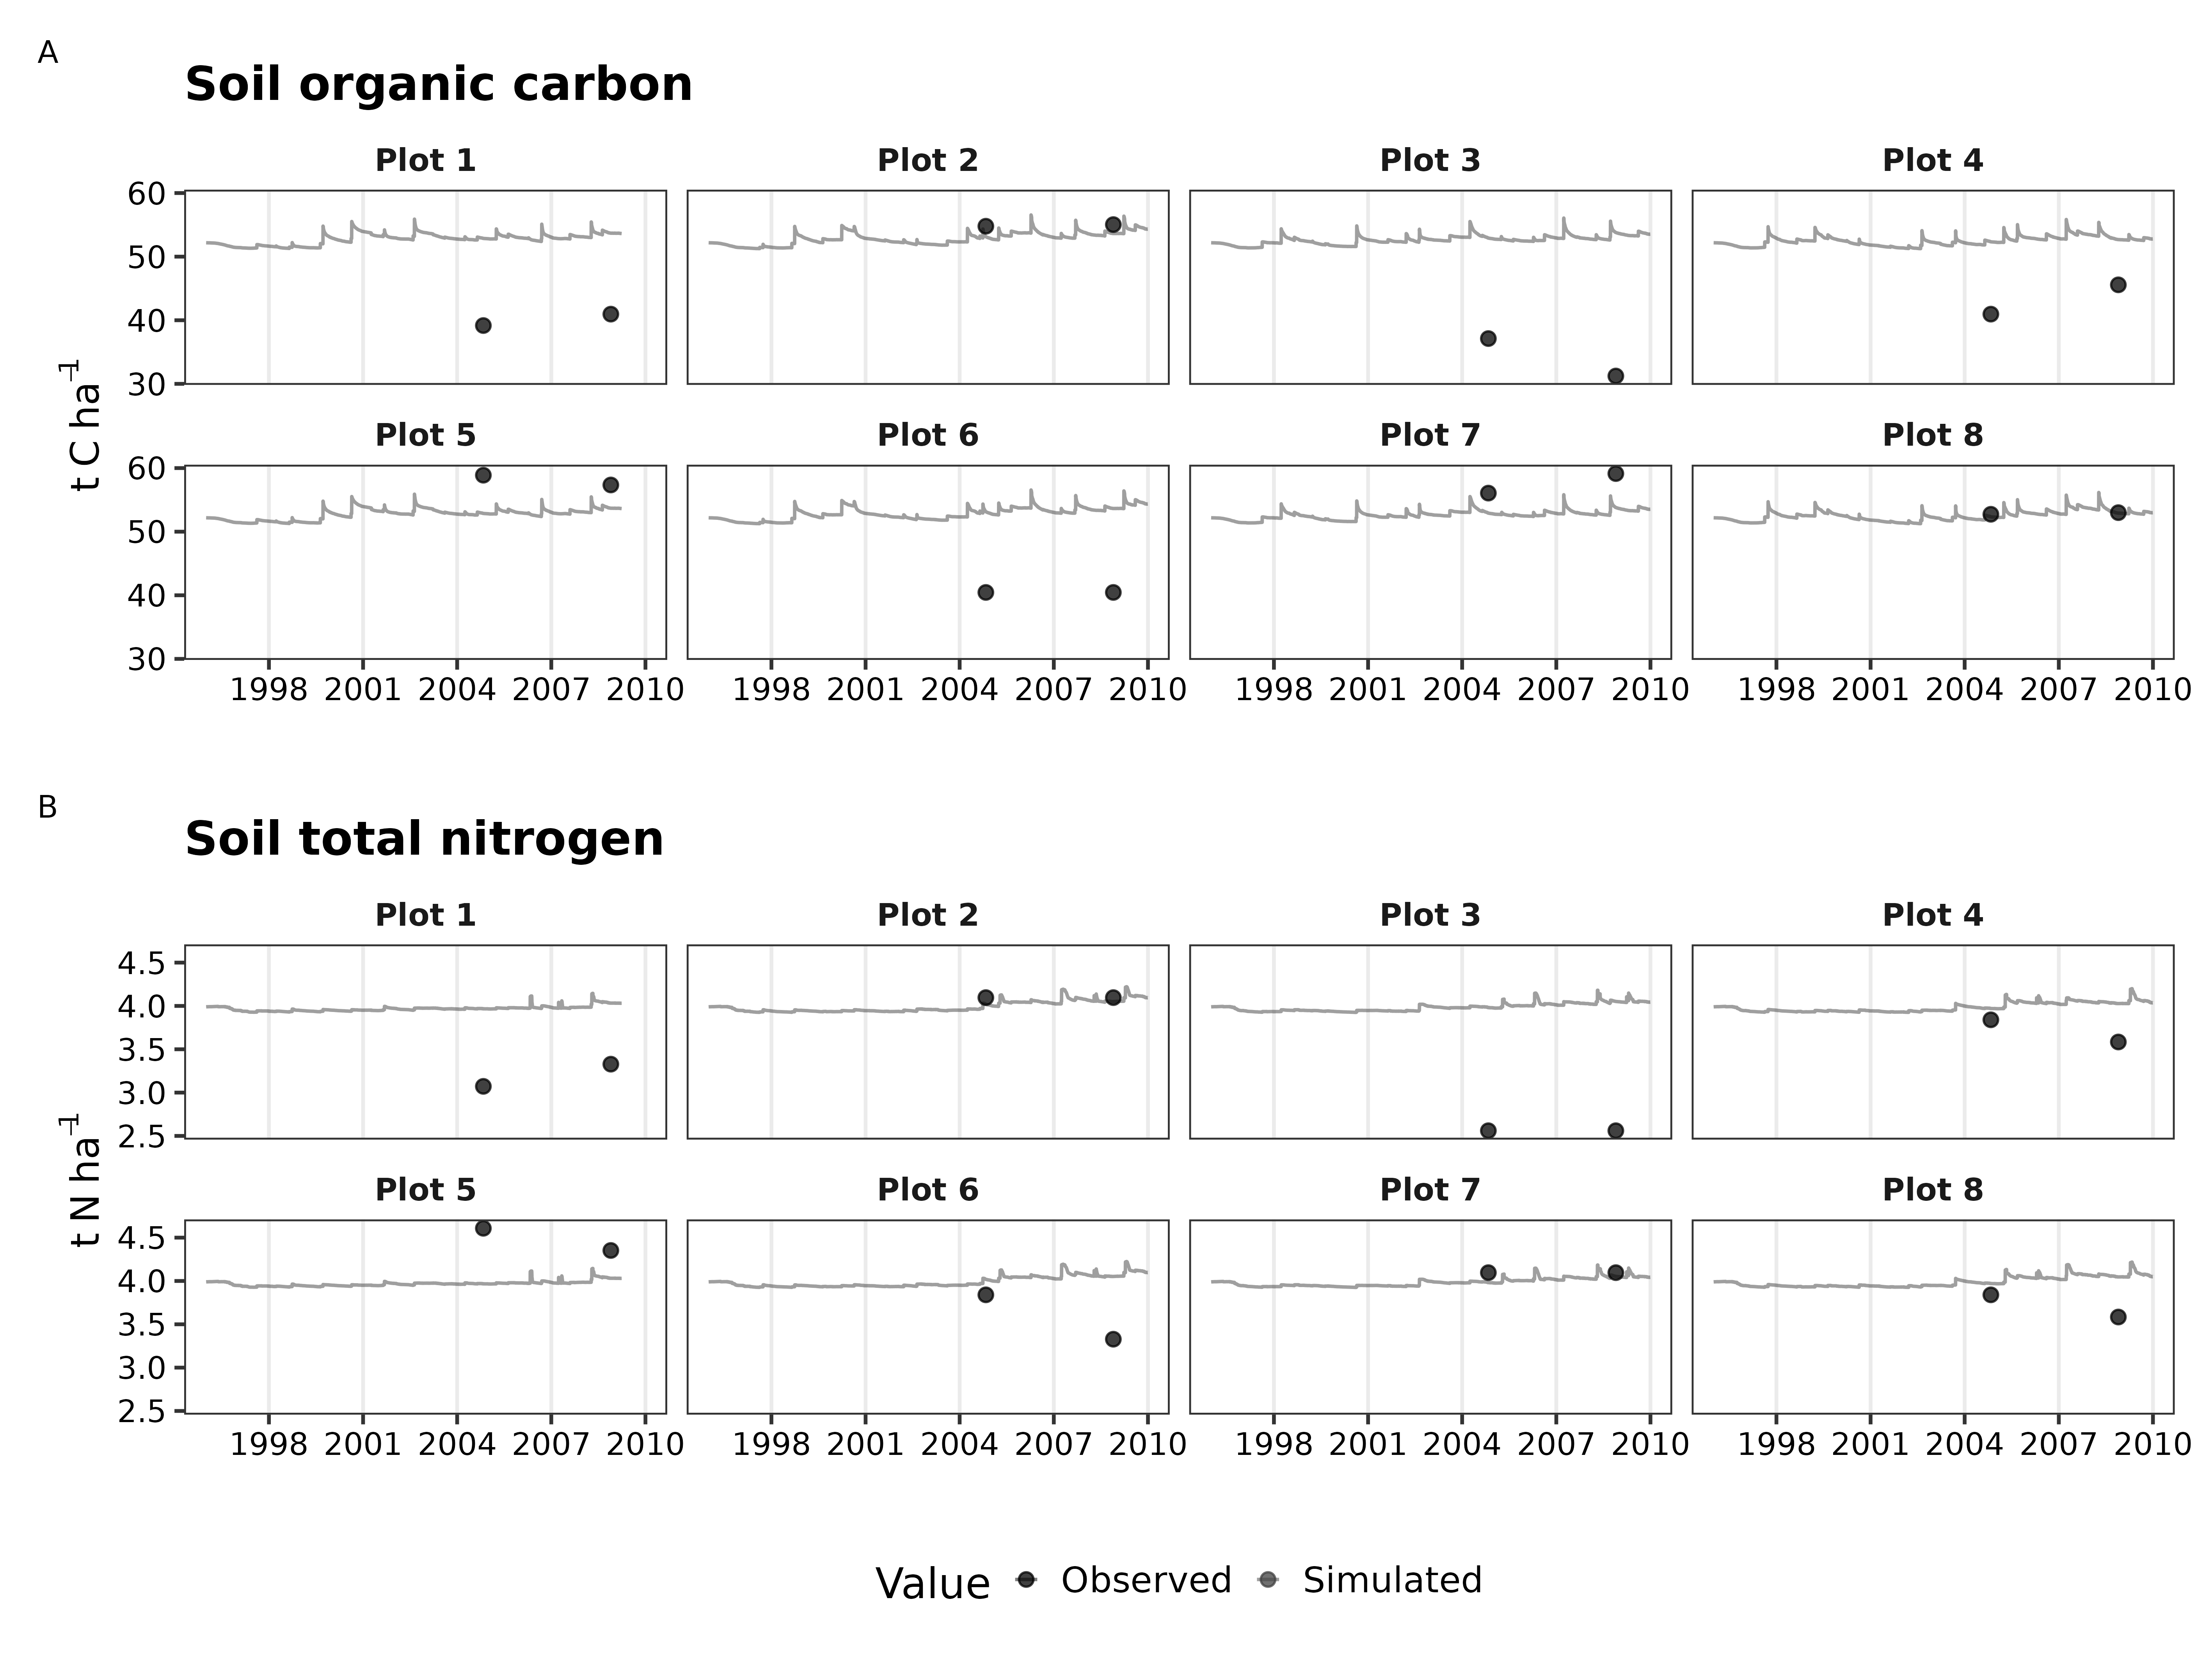 A
Soil organic carbon
Plot 1 Plot 2 Plot 3 Plot 4
60
50
40
30
t C ha⁻¹
Plot 5 Plot 6 Plot 7 Plot 8
60
50
40
30
1998 2001 2004 2007 2010 1998 2001 2004 2007 2010 1998 2001 2004 2007 2010 1998 2001 2004 2007 2010
B
Soil total nitrogen
Plot 1 Plot 2 Plot 3 Plot 4
4.5
4.0
3.5
3.0
2.5
t N ha⁻¹
Plot 5 Plot 6 Plot 7 Plot 8
4.5
4.0
3.5
3.0
2.5
1998 2001 2004 2007 2010 1998 2001 2004 2007 2010 1998 2001 2004 2007 2010 1998 2001 2004 2007 2010
Value Observed Simulated